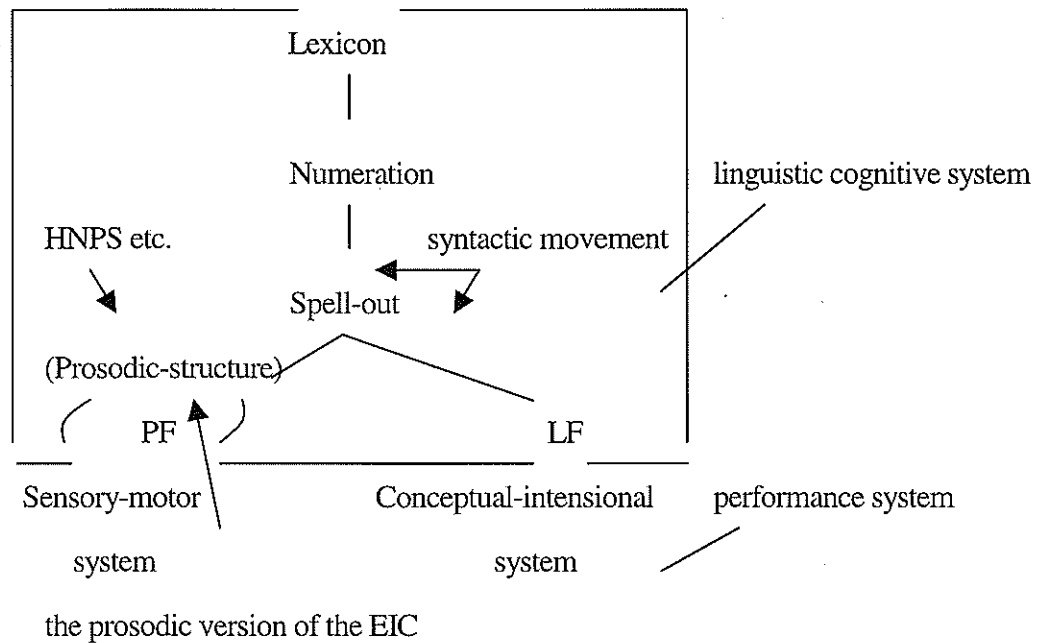 Lexicon
Numeration linguistic cognitive system
HNPS etc. syntactic movement
Spell-out
(Prosodic-structure)
PF LF
Sensory-motor Conceptual-intensional performance system
system system
the prosodic version of the EIC